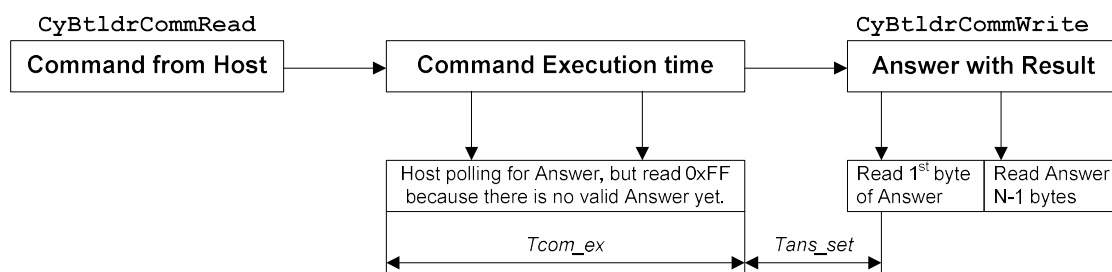 CyBtldrCommRead
CyBtldrCommWrite
Command from Host
Command Execution time
Answer with Result
Host polling for Answer, but read 0xFF
because there is no valid Answer yet.
Read 1st byte
of Answer
Read Answer
N-1 bytes
Tcom_ex
Tans_set